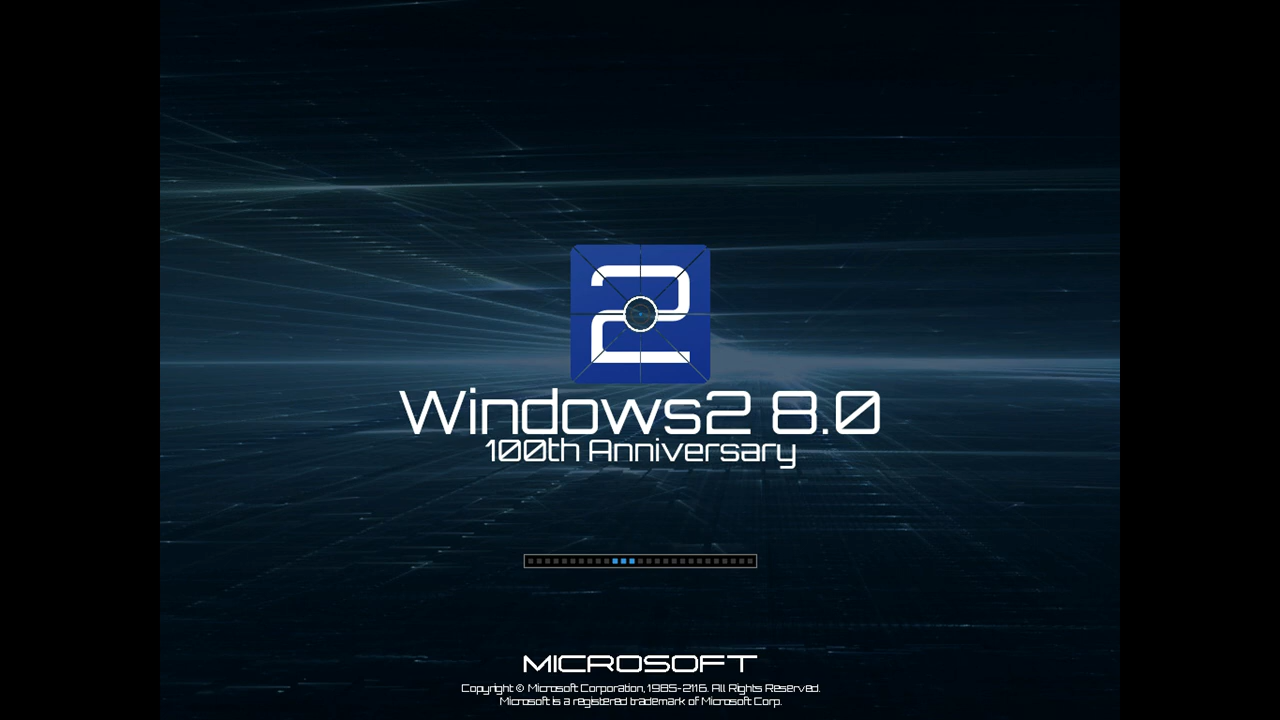 2
Windows2 8.0
100th Anniversary
MICROSOFT
Copyright © Microsoft Corporation, 1985-2116. All Rights Reserved.
Microsoft is a registered trademark of Microsoft Corp.